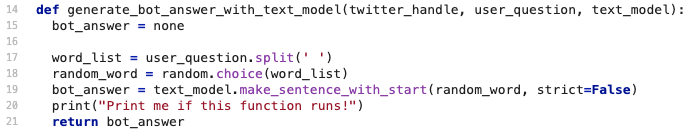 14 def generate_bot_answer_with_text_model(twitter_handle, user_question, text_model):
15     bot_answer = none
16
17     word_list = user_question.split(' ')
18     random_word = random.choice(word_list)
19     bot_answer = text_model.make_sentence_with_start(random_word, strict=False)
20     print("Print me if this function runs!")
21     return bot_answer